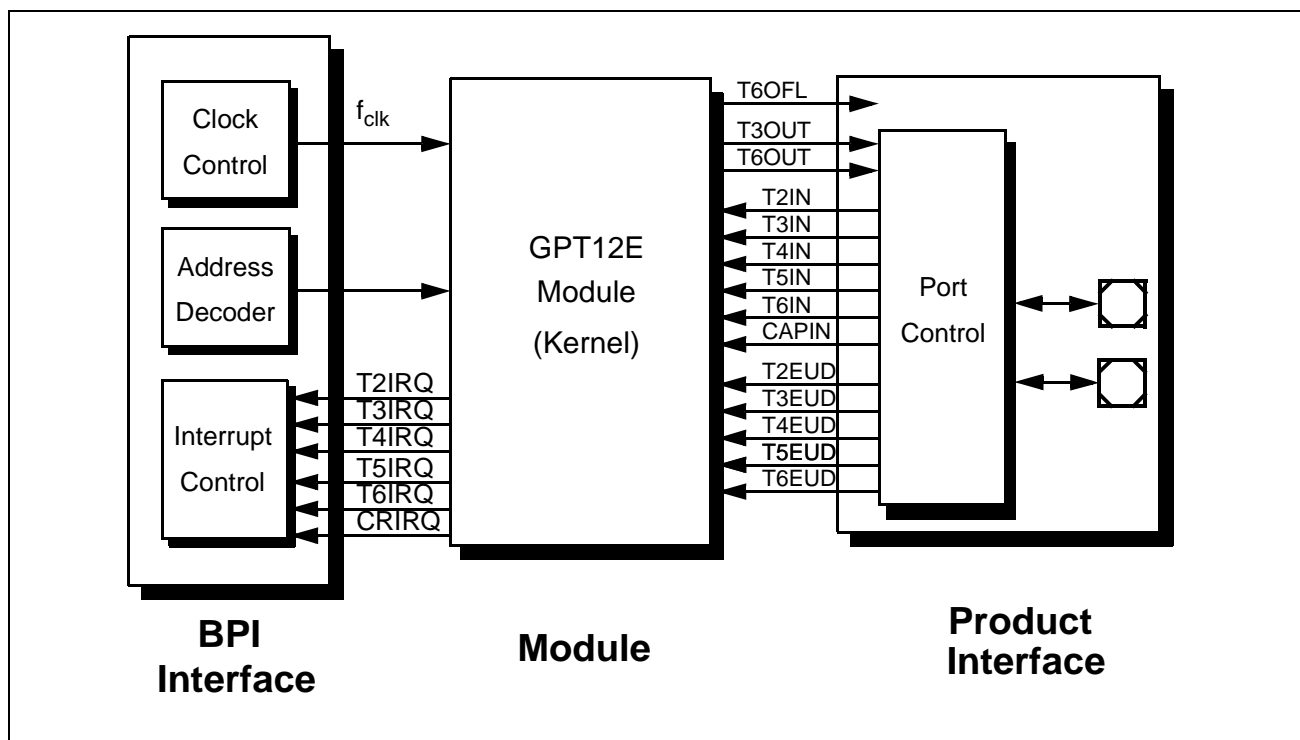 Clock
Control
f_clk
Address
Decoder
Interrupt
Control
T2IRQ
T3IRQ
T4IRQ
T5IRQ
T6IRQ
CRIRQ
BPI
Interface
GPT12E
Module
(Kernel)
Module
T6OFL
T3OUT
T6OUT
T2IN
T3IN
T4IN
T5IN
T6IN
CAPIN
T2EUD
T3EUD
T4EUD
T5EUD
T6EUD
Port
Control
Product
Interface